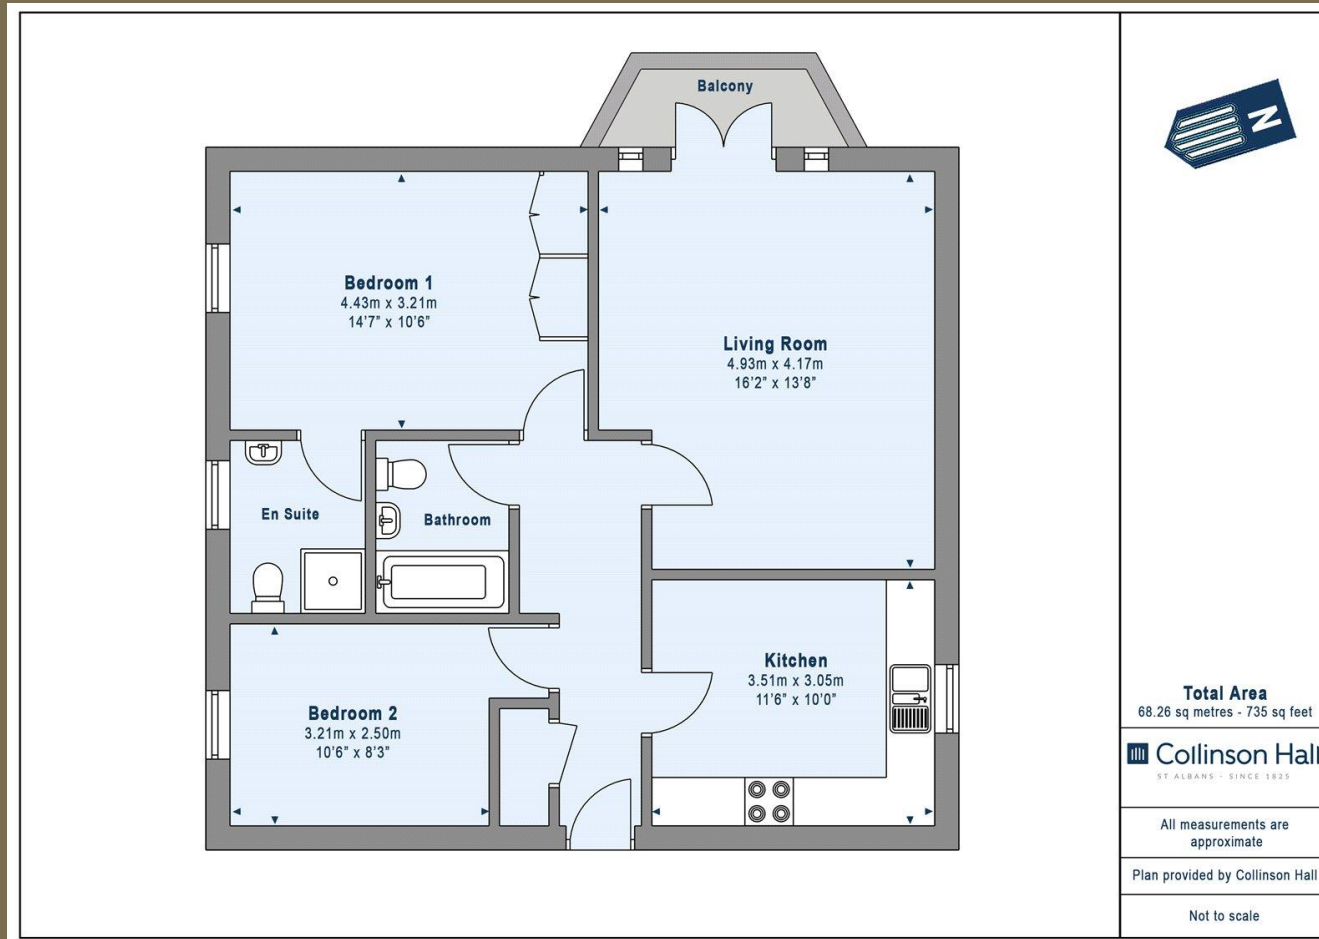 Balcony
N
Bedroom 1
4.43m x 3.21m
14'7" x 10'6"
Living Room
4.93m x 4.17m
16'2" x 13'8"
En Suite
Bathroom
Kitchen
3.51m x 3.05m
11'6" x 10'0"
Bedroom 2
3.21m x 2.50m
10'6" x 8'3"
Total Area
68.26 sq metres - 735 sq feet
Collinson Hall
ST ALBANS - SINCE 1825
All measurements are
approximate
Plan provided by Collinson Hall
Not to scale